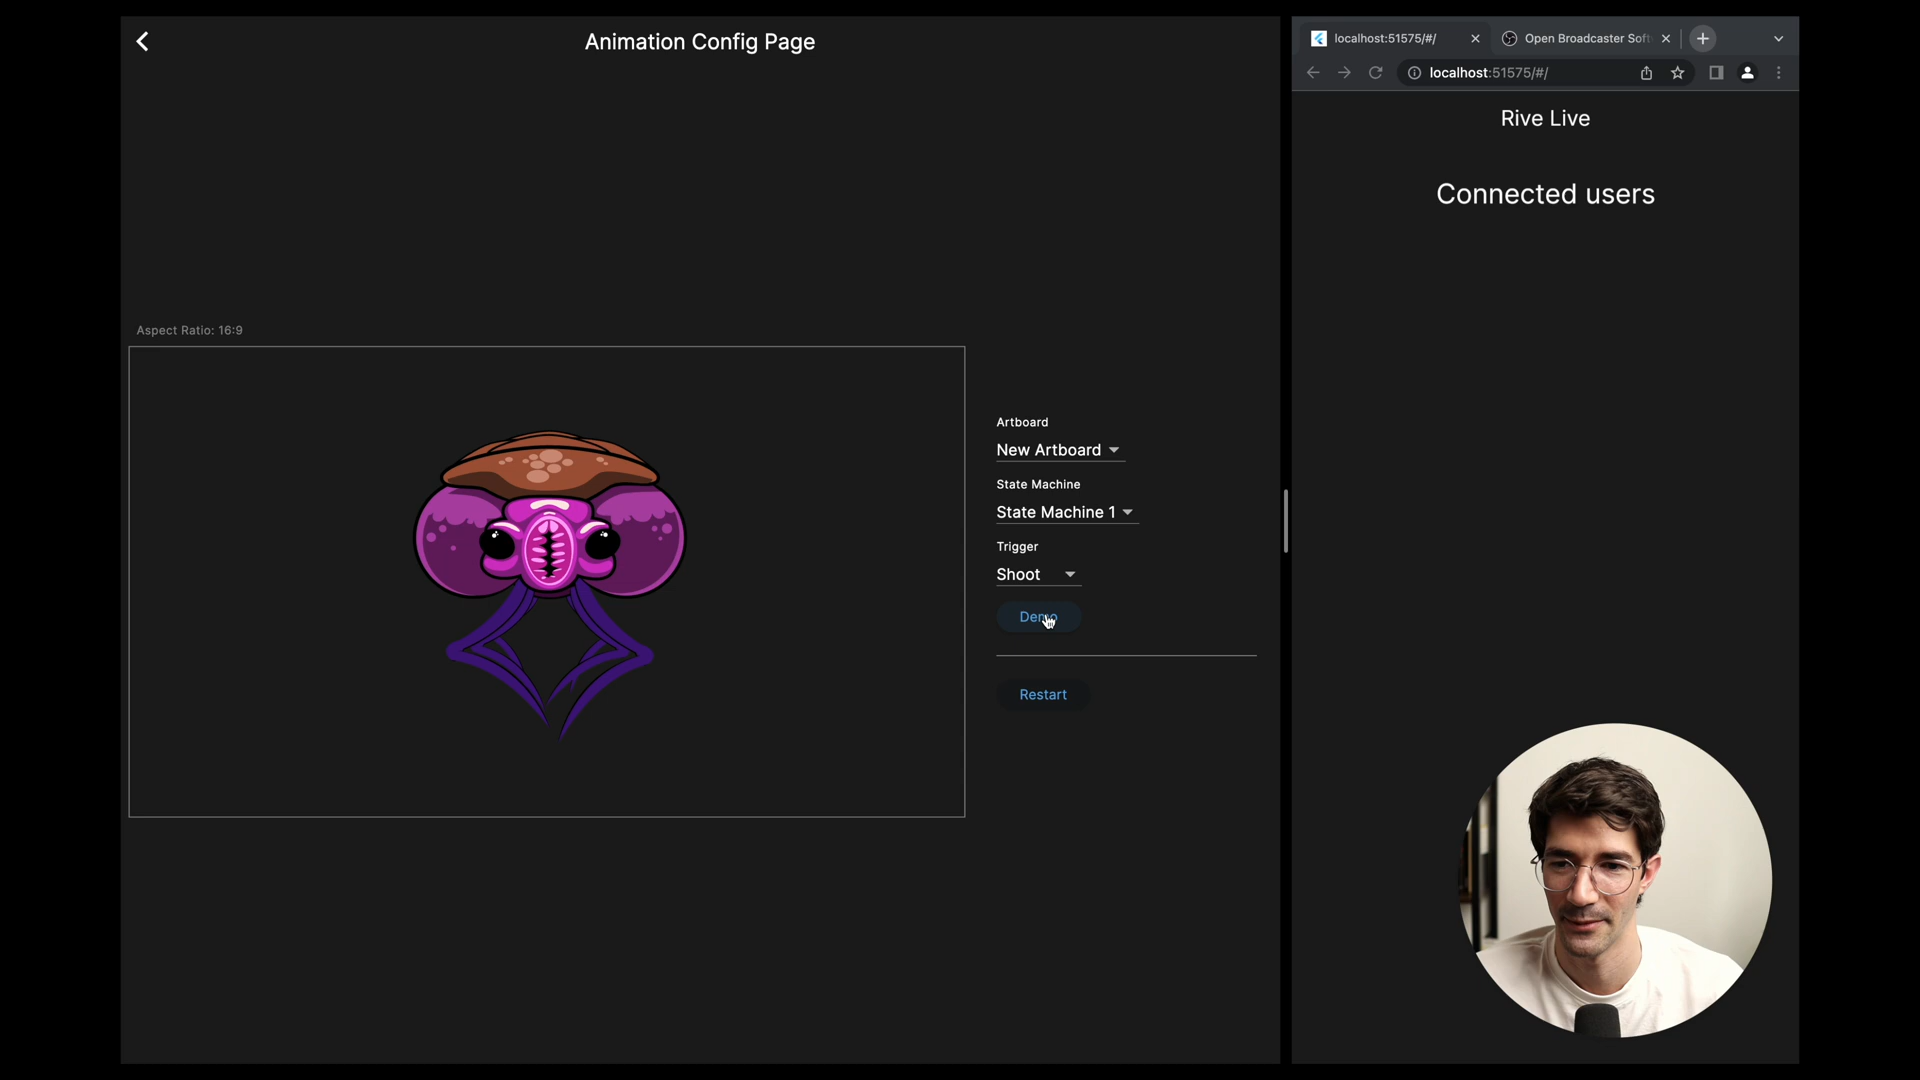 Animation Config Page
Aspect Ratio: 16:9
Artboard
New Artboard
State Machine
State Machine 1
Trigger
Shoot
Demo
Restart
localhost:51575/#/
Open Broadcaster Soft
localhost:51575/#/
Rive Live
Connected users